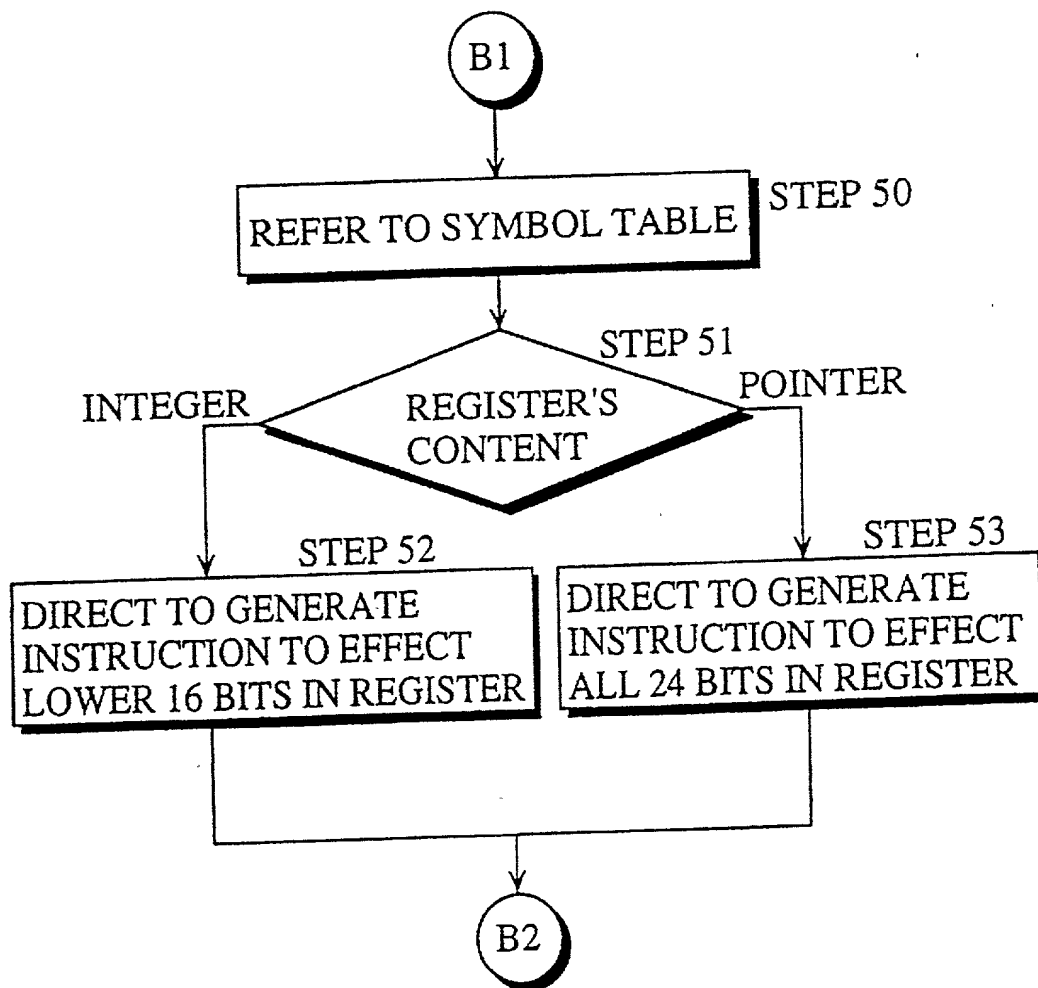 B1
REFER TO SYMBOL TABLE
STEP 50
STEP 51
INTEGER
REGISTER'S
CONTENT
POINTER
STEP 52
DIRECT TO GENERATE
INSTRUCTION TO EFFECT
LOWER 16 BITS IN REGISTER
STEP 53
DIRECT TO GENERATE
INSTRUCTION TO EFFECT
ALL 24 BITS IN REGISTER
B2